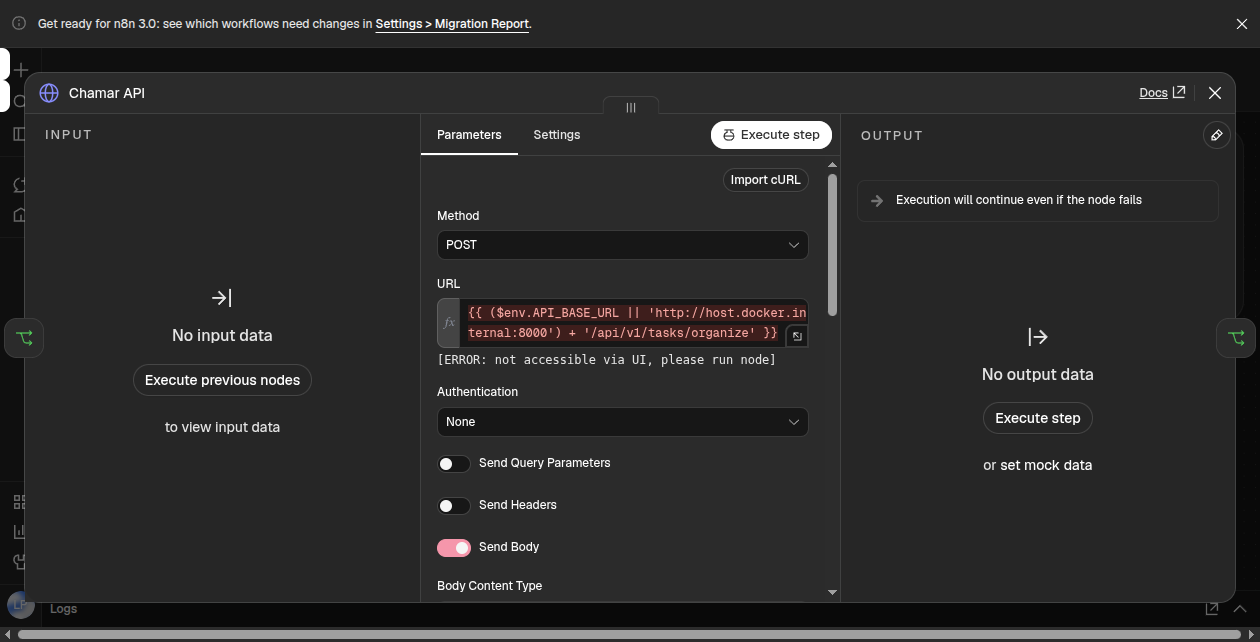 Get ready for n8n 3.0: see which workflows need changes in Settings > Migration Report.
Chamar API
Docs
INPUT
Parameters
Settings
Execute step
OUTPUT
Import cURL
Execution will continue even if the node fails
Method
POST
URL
fx
{{ ($env.API_BASE_URL || 'http://host.docker.in
ternal:8000') + '/api/v1/tasks/organize' }}
[ERROR: not accessible via UI, please run node]
No input data
Execute previous nodes
to view input data
No output data
Execute step
or set mock data
Authentication
None
Send Query Parameters
Send Headers
Send Body
Body Content Type
LF
Logs